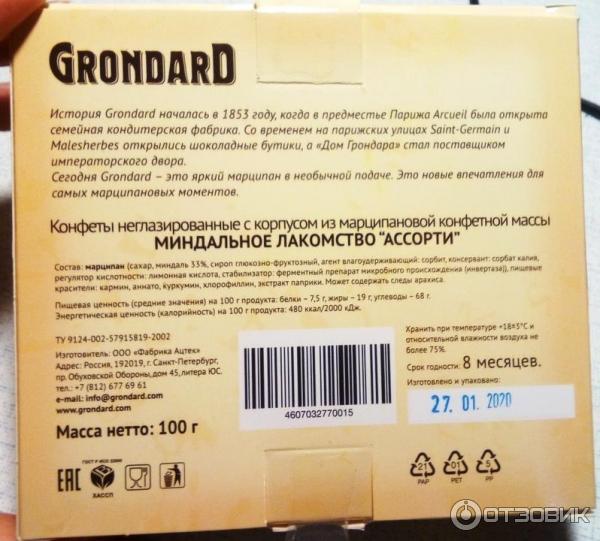 GRONDARD
История Grondard началась в 1853 году, когда в предместье Парижа Arcueil была открыта
семейная кондитерская фабрика. Со временем на парижских улицах Saint-Germain и
Malesherbes открылись шоколадные бутики, а «Дом Грондара» стал поставщиком
императорского двора.
Сегодня Grondard – это яркий марципан в необычной подаче. Это новые впечатления для
самых марципановых моментов.
Конфеты неглазированные с корпусом из марципановой конфетной массы
МИНДАЛЬНОЕ ЛАКОМСТВО "АССОРТИ"
Состав: марципан (сахар, миндаль 33%, сироп глюкозно-фруктозный, агент влагоудерживающий: сорбит, консервант: сорбат калия,
регулятор кислотности: лимонная кислота, стабилизатор: ферментный препарат микробного происхождения (инвертаза)), пищевые
красители: кармин, аннато, куркумин, хлорофиллин, экстракт паприки. Может содержать следы арахиса.
Пищевая ценность (средние значения) на 100 г продукта: белки – 7,5 г, жиры – 19 г, углеводы – 68 г.
Энергетическая ценность (калорийность) на 100 г продукта: 480 ккал/2000 кДж.
ТУ 9124-002-57915819-2002
Изготовитель: ООО «Фабрика Ацтек»
Адрес: Россия, 192019, г. Санкт-Петербург,
пр. Обуховской Обороны, дом 45, литера ЮС.
тел.: +7 (812) 677 69 61
e-mail: info@grondard.com
www.grondard.com
Масса нетто: 100 г
4607032770015
Хранить при температуре +18±3°C и
относительной влажности воздуха не
более 75%.
Срок годности: 8 месяцев.
Изготовлено и упаковано:
27. 01. 2020
EAC
ГОСТ Р ИСО 22000
ХАССП
21
PAP
01
PET
5
PP
ОТЗОВИК